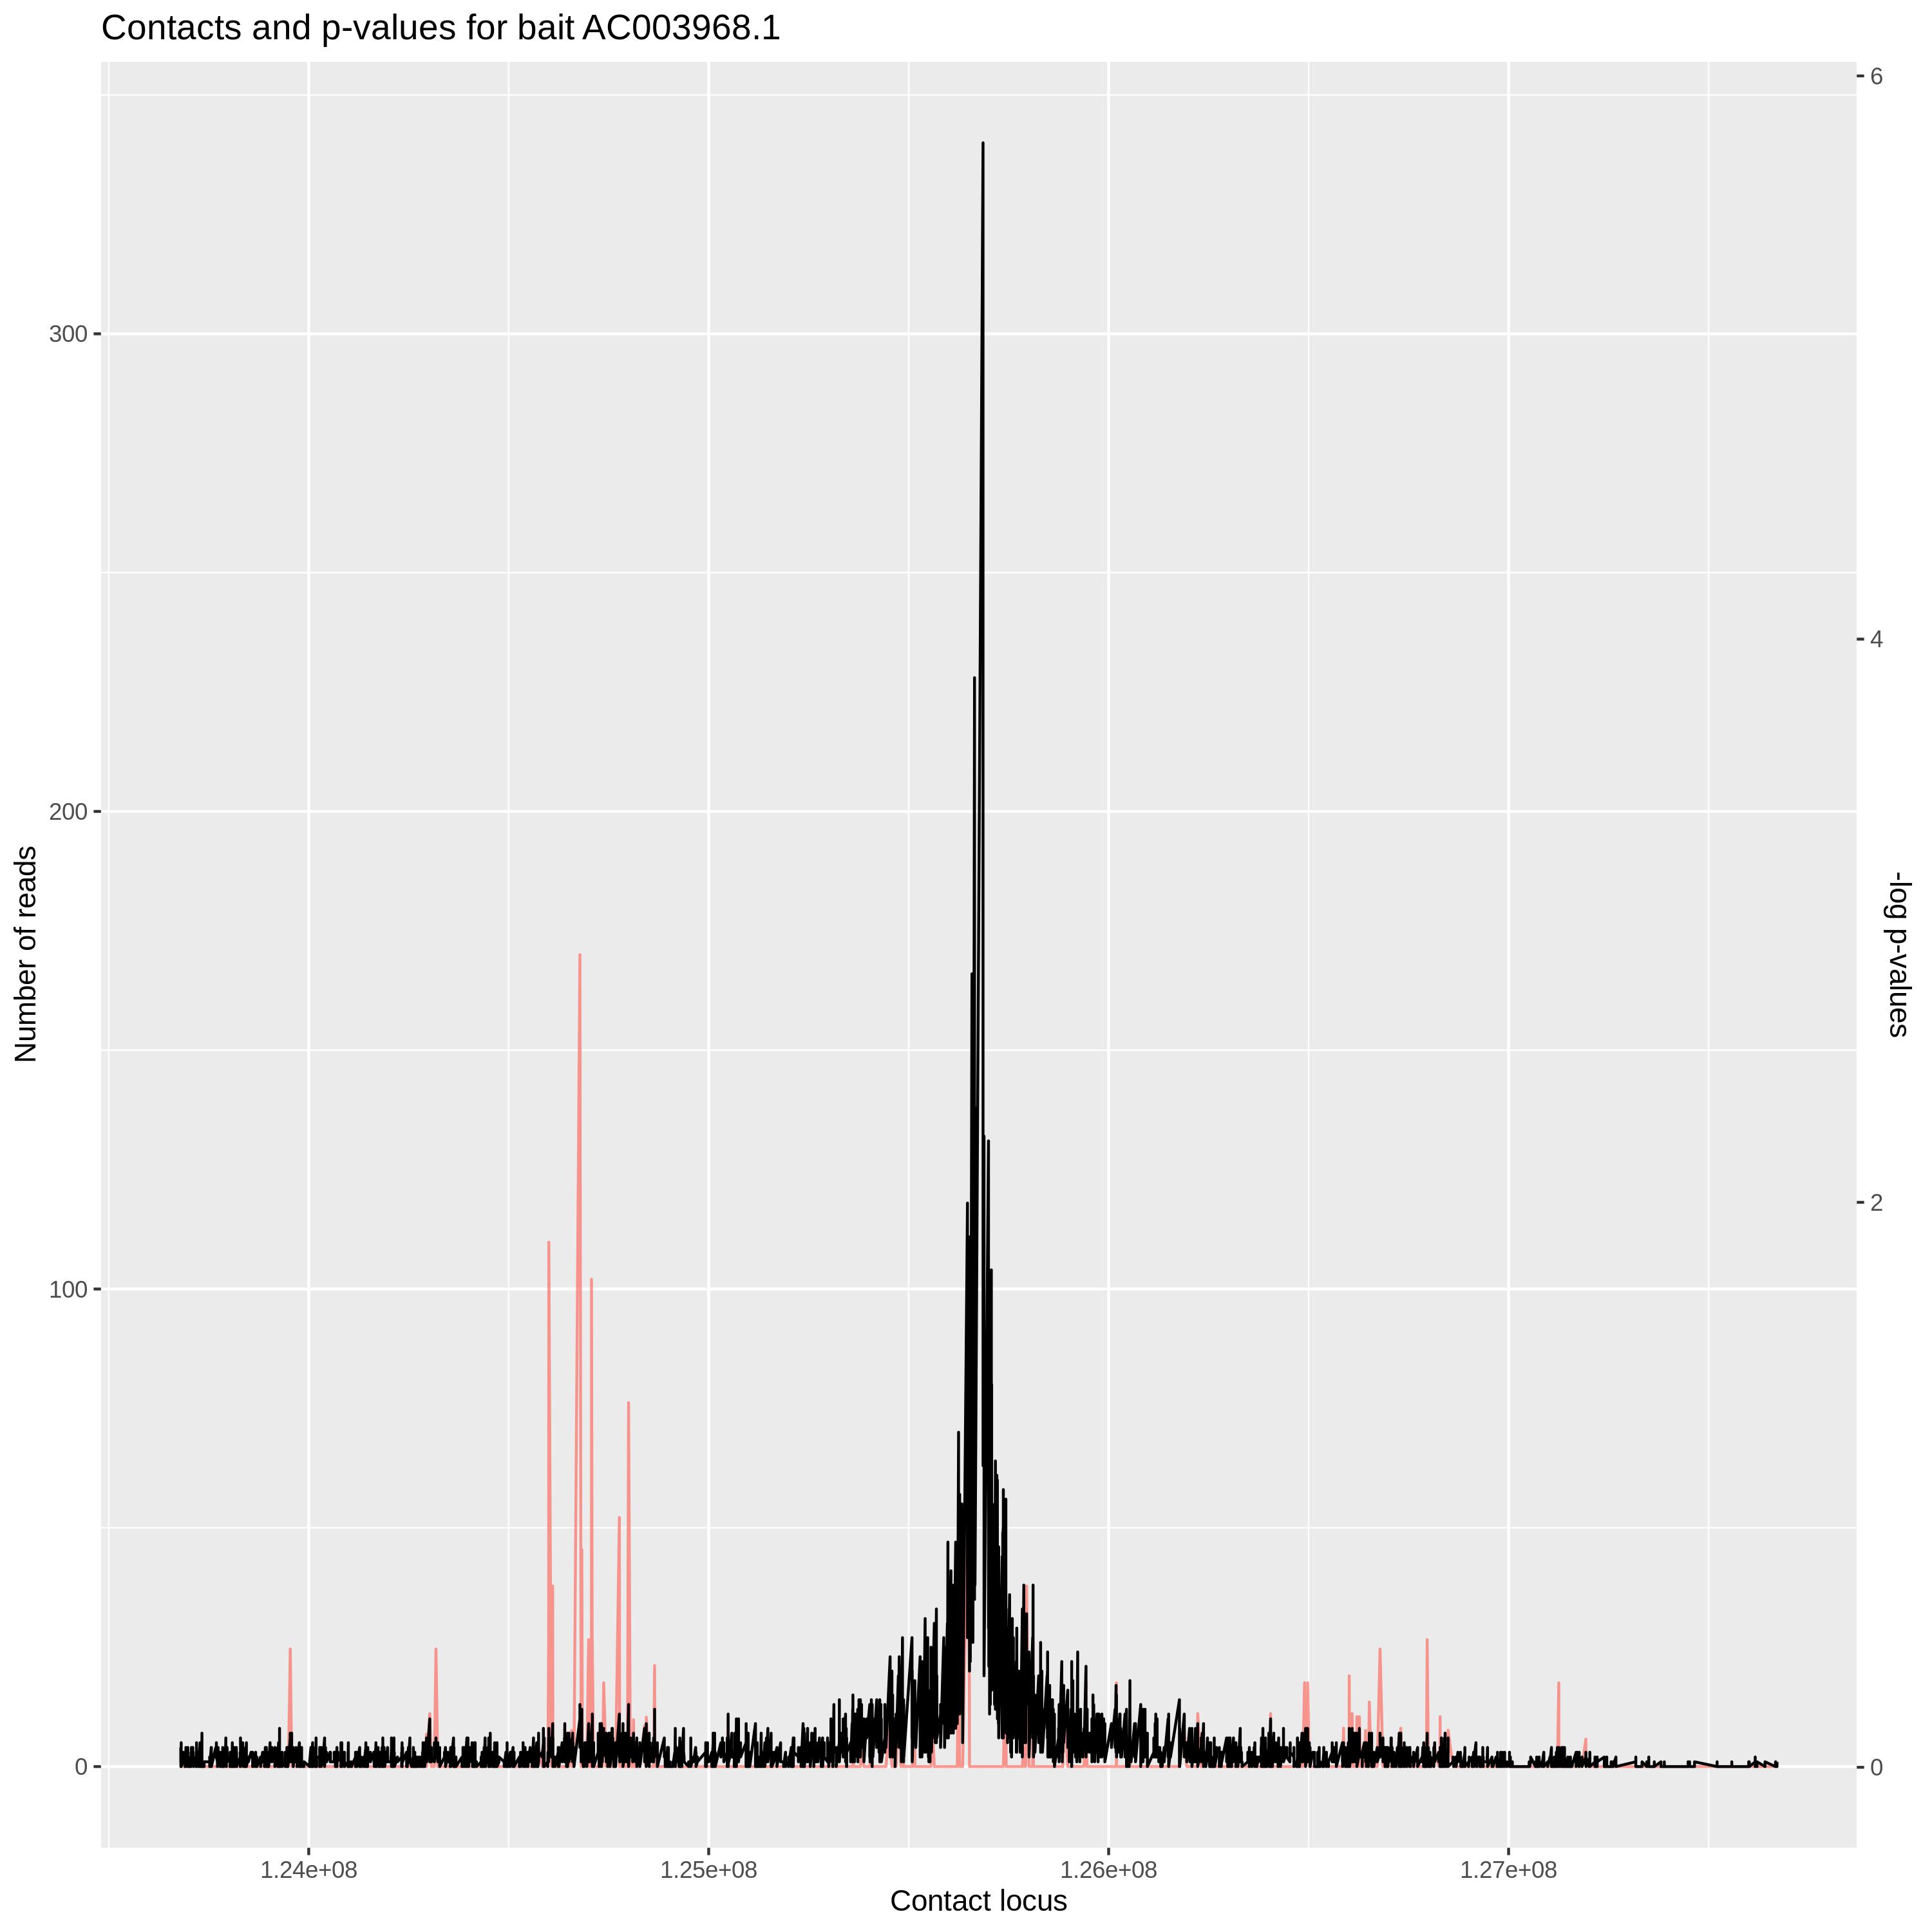 Contacts and p-values for bait AC003968.1
6
300
4
200
Number of reads
-log p-values
2
100
0
0
1.24e+08
1.25e+08
1.26e+08
1.27e+08
Contact locus